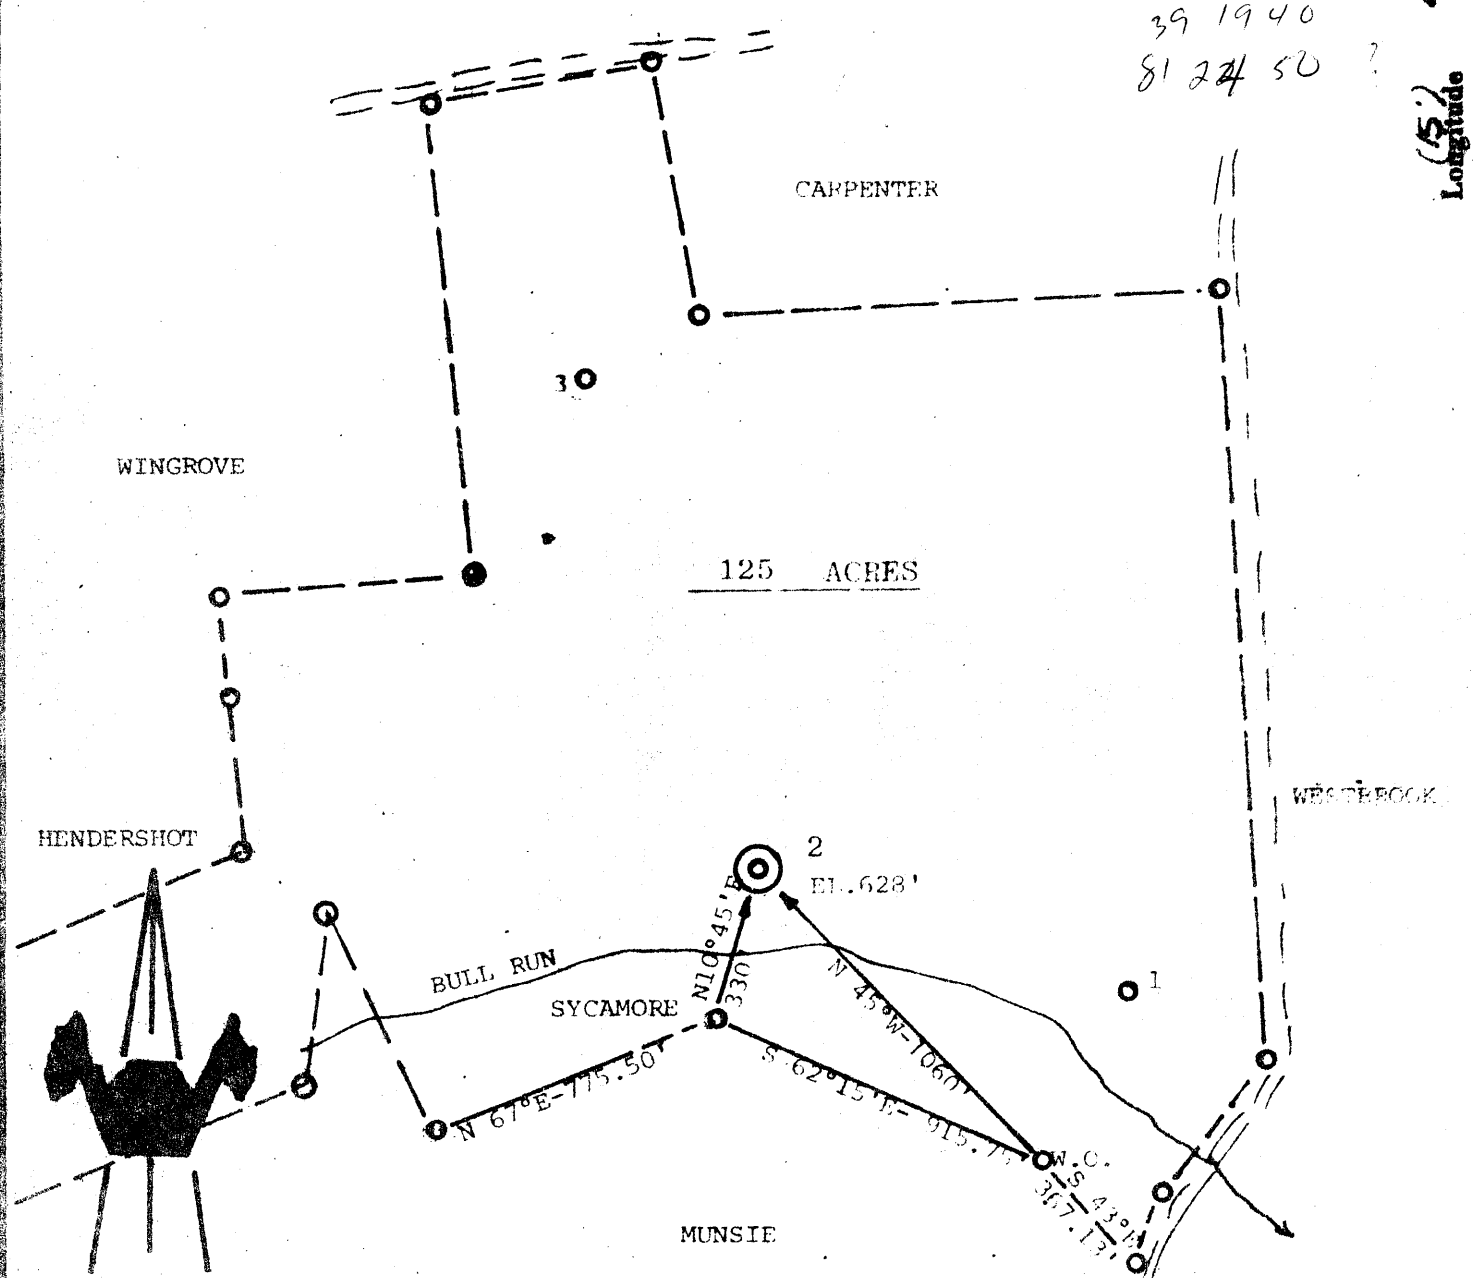 39 19 40
81 24 50 ?
(15')
Longitude
CARPENTER
3
WINGROVE
125 ACRES
WESTBROOK
HENDERSHOT
2
EL.628'
N10°45'E
330'
BULL RUN
SYCAMORE
1
N 45°W-1060'
N 67°E-775.50'
S 62°15'E- 915.75'
W.O.
S 43°E
367.13'
MUNSIE